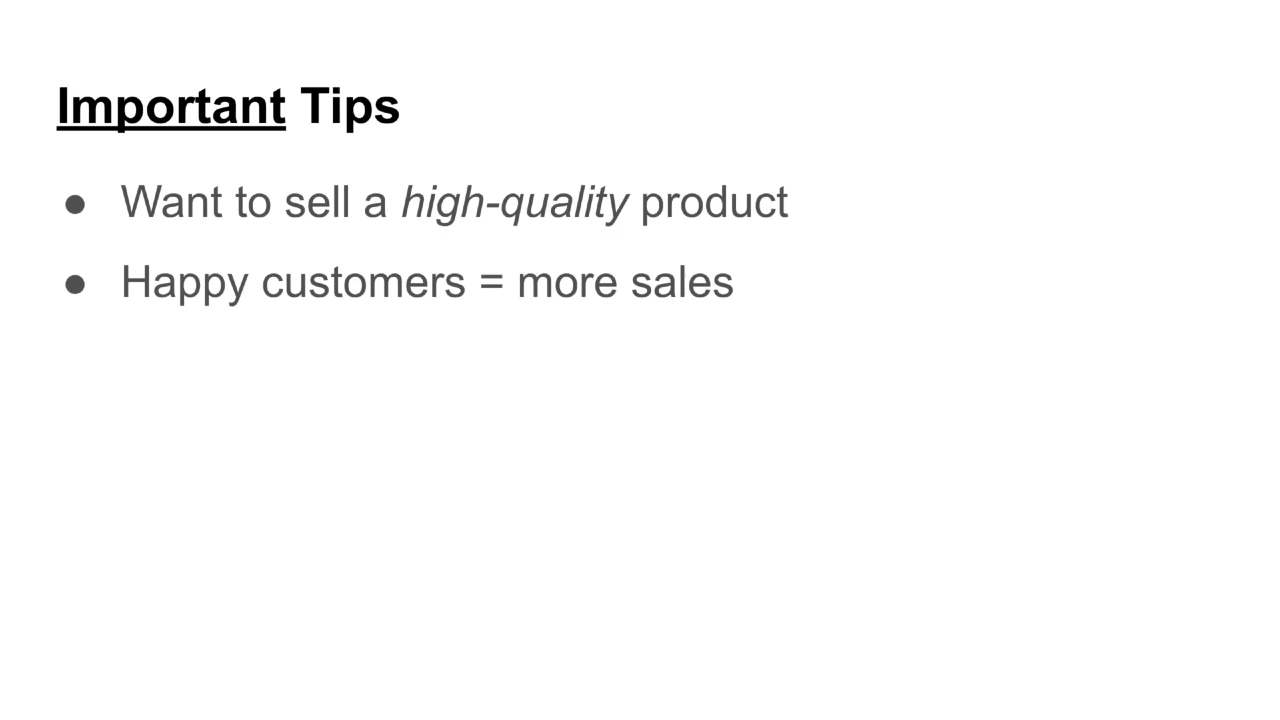 Important Tips
● Want to sell a high-quality product
● Happy customers = more sales